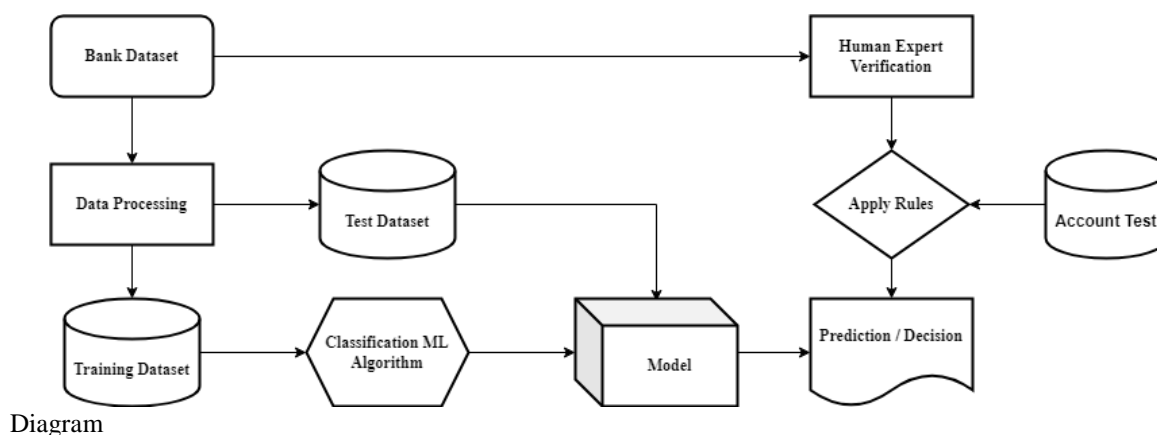 Bank Dataset
Human Expert
Verification
Data Processing
Test Dataset
Apply Rules
Account Test
Training Dataset
Classification ML
Algorithm
Model
Prediction / Decision
Diagram